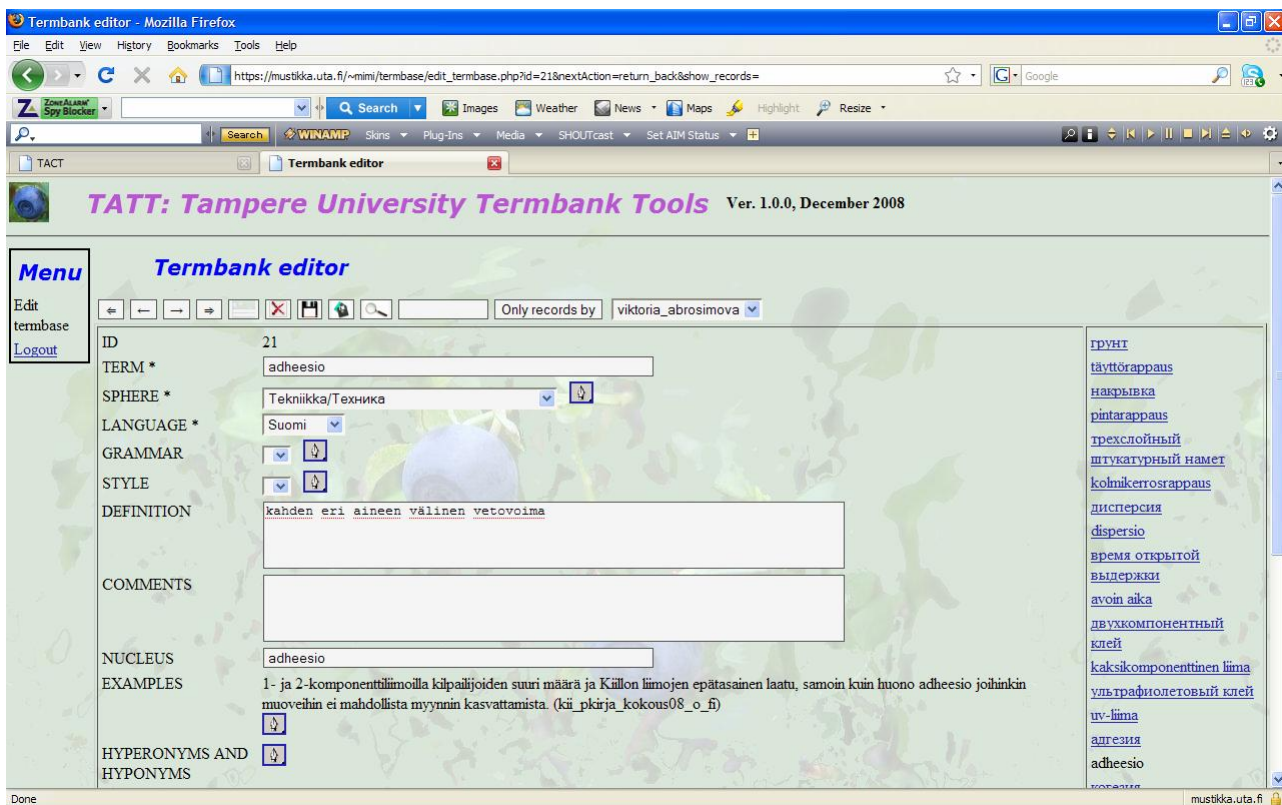 Termbank editor - Mozilla Firefox
File Edit View History Bookmarks Tools Help
https://mustikka.uta.fi/~mimi/termbase/edit_termbase.php?id=21&nextAction=return_back&show_records=
G Google
ZONEALARM Spy Blocker Search Images Weather News Maps Highlight Resize
Search WINAMP Skins Plug-Ins Media SHOUTcast Set AIM Status
TACT Termbank editor
TATT: Tampere University Termbank Tools Ver. 1.0.0, December 2008
Menu
Edit
termbase
Logout
Termbank editor
Only records by viktoria_abrosimova
ID 21
TERM * adheesio
SPHERE * Tekniikka/Техника
LANGUAGE * Suomi
GRAMMAR
STYLE
DEFINITION kahden eri aineen välinen vetovoima
COMMENTS
NUCLEUS adheesio
EXAMPLES 1- ja 2-komponenttiliimoilla kilpailijoiden suuri määrä ja Kiillon liimojen epätasainen laatu, samoin kuin huono adheesio joihinkin
muoveihin ei mahdollista myynnin kasvattamista. (kii_pkirja_kokous08_o_fi)
HYPERONYMS AND
HYPONYMS
грунт
täyttörappaus
накрывка
pintarappaus
трехслойный
штукатурный намет
kolmikerrosrappaus
дисперсия
dispersio
время открытой
выдержки
avoin aika
двухкомпонентный
клей
kaksikomponenttinen liima
ультрафиолетовый клей
uv-liima
адгезия
adheesio
когезия
Done mustikka.uta.fi